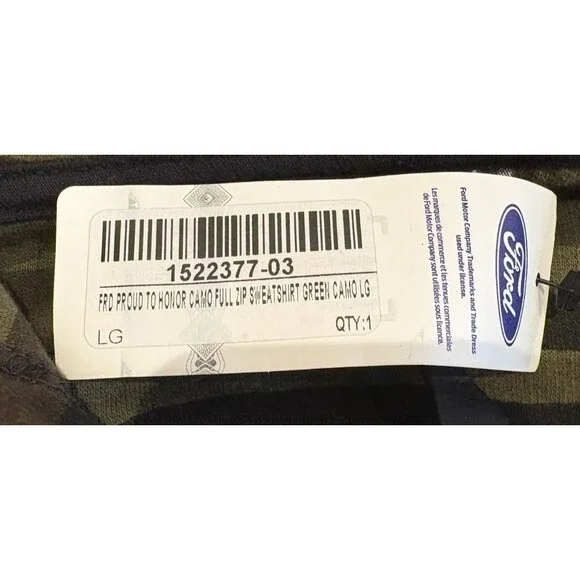 1522377-03
FRD PROUD TO HONOR CAMO FULL ZIP SWEATSHIRT GREEN CAMO LG
LG
QTY:1
Ford
Ford Motor Company Trademarks and Trade Dress
used under license.
Les marques de commerce et les tenues commerciales
de Ford Motor Company sont utilisées sous licence.